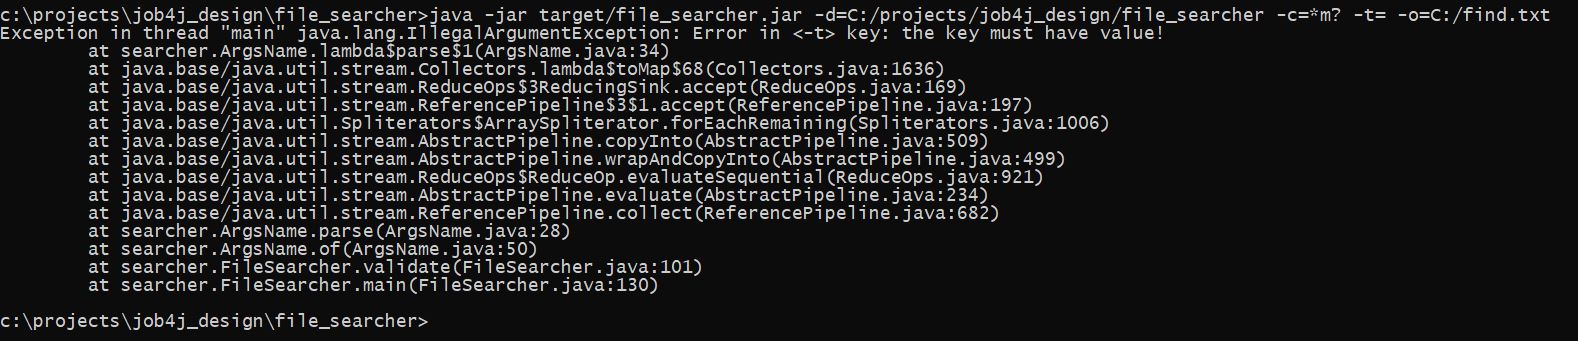 c:\projects\job4j_design\file_searcher>java -jar target/file_searcher.jar -d=C:/projects/job4j_design/file_searcher -c=*m? -t= -o=C:/find.txt
Exception in thread "main" java.lang.IllegalArgumentException: Error in <-t> key: the key must have value!
        at searcher.ArgsName.lambda$parse$1(ArgsName.java:34)
        at java.base/java.util.stream.Collectors.lambda$toMap$68(Collectors.java:1636)
        at java.base/java.util.stream.ReduceOps$3ReducingSink.accept(ReduceOps.java:169)
        at java.base/java.util.stream.ReferencePipeline$3$1.accept(ReferencePipeline.java:197)
        at java.base/java.util.Spliterators$ArraySpliterator.forEachRemaining(Spliterators.java:1006)
        at java.base/java.util.stream.AbstractPipeline.copyInto(AbstractPipeline.java:509)
        at java.base/java.util.stream.AbstractPipeline.wrapAndCopyInto(AbstractPipeline.java:499)
        at java.base/java.util.stream.ReduceOps$ReduceOp.evaluateSequential(ReduceOps.java:921)
        at java.base/java.util.stream.AbstractPipeline.evaluate(AbstractPipeline.java:234)
        at java.base/java.util.stream.ReferencePipeline.collect(ReferencePipeline.java:682)
        at searcher.ArgsName.parse(ArgsName.java:28)
        at searcher.ArgsName.of(ArgsName.java:50)
        at searcher.FileSearcher.validate(FileSearcher.java:101)
        at searcher.FileSearcher.main(FileSearcher.java:130)
c:\projects\job4j_design\file_searcher>